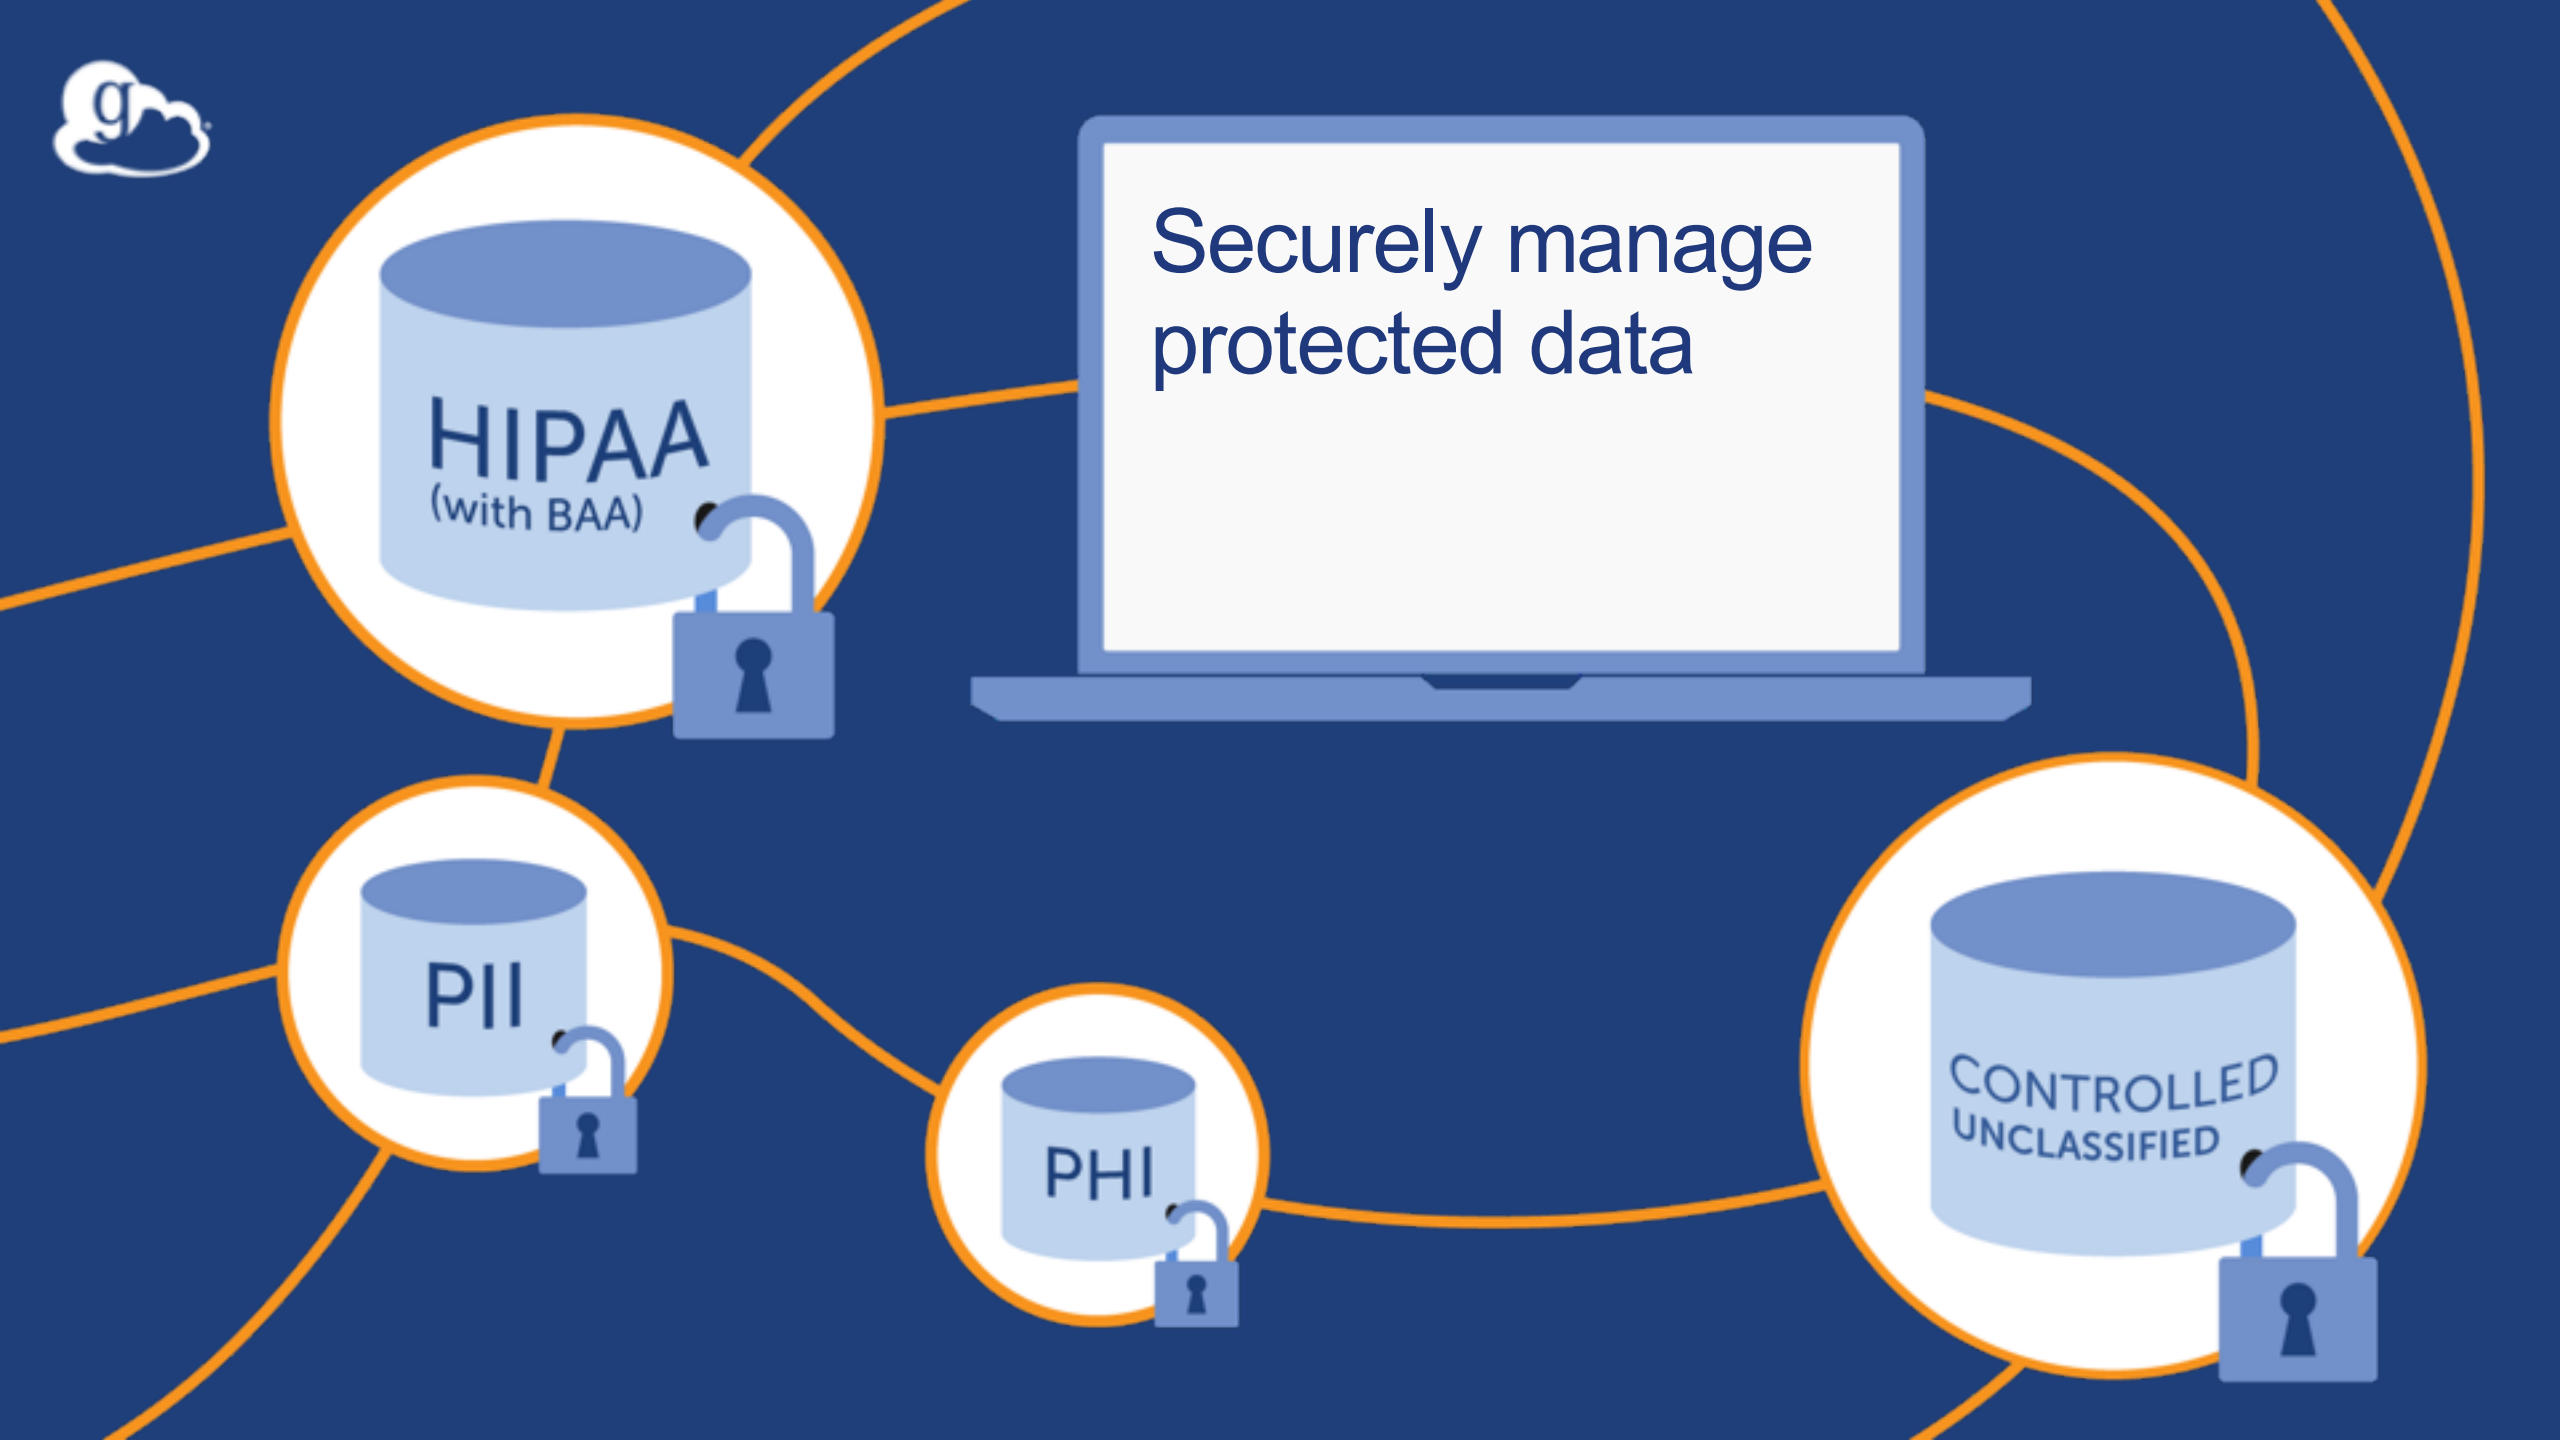 g
Securely manage
protected data
HIPAA
(with BAA)
PII
PHI
CONTROLLED
UNCLASSIFIED